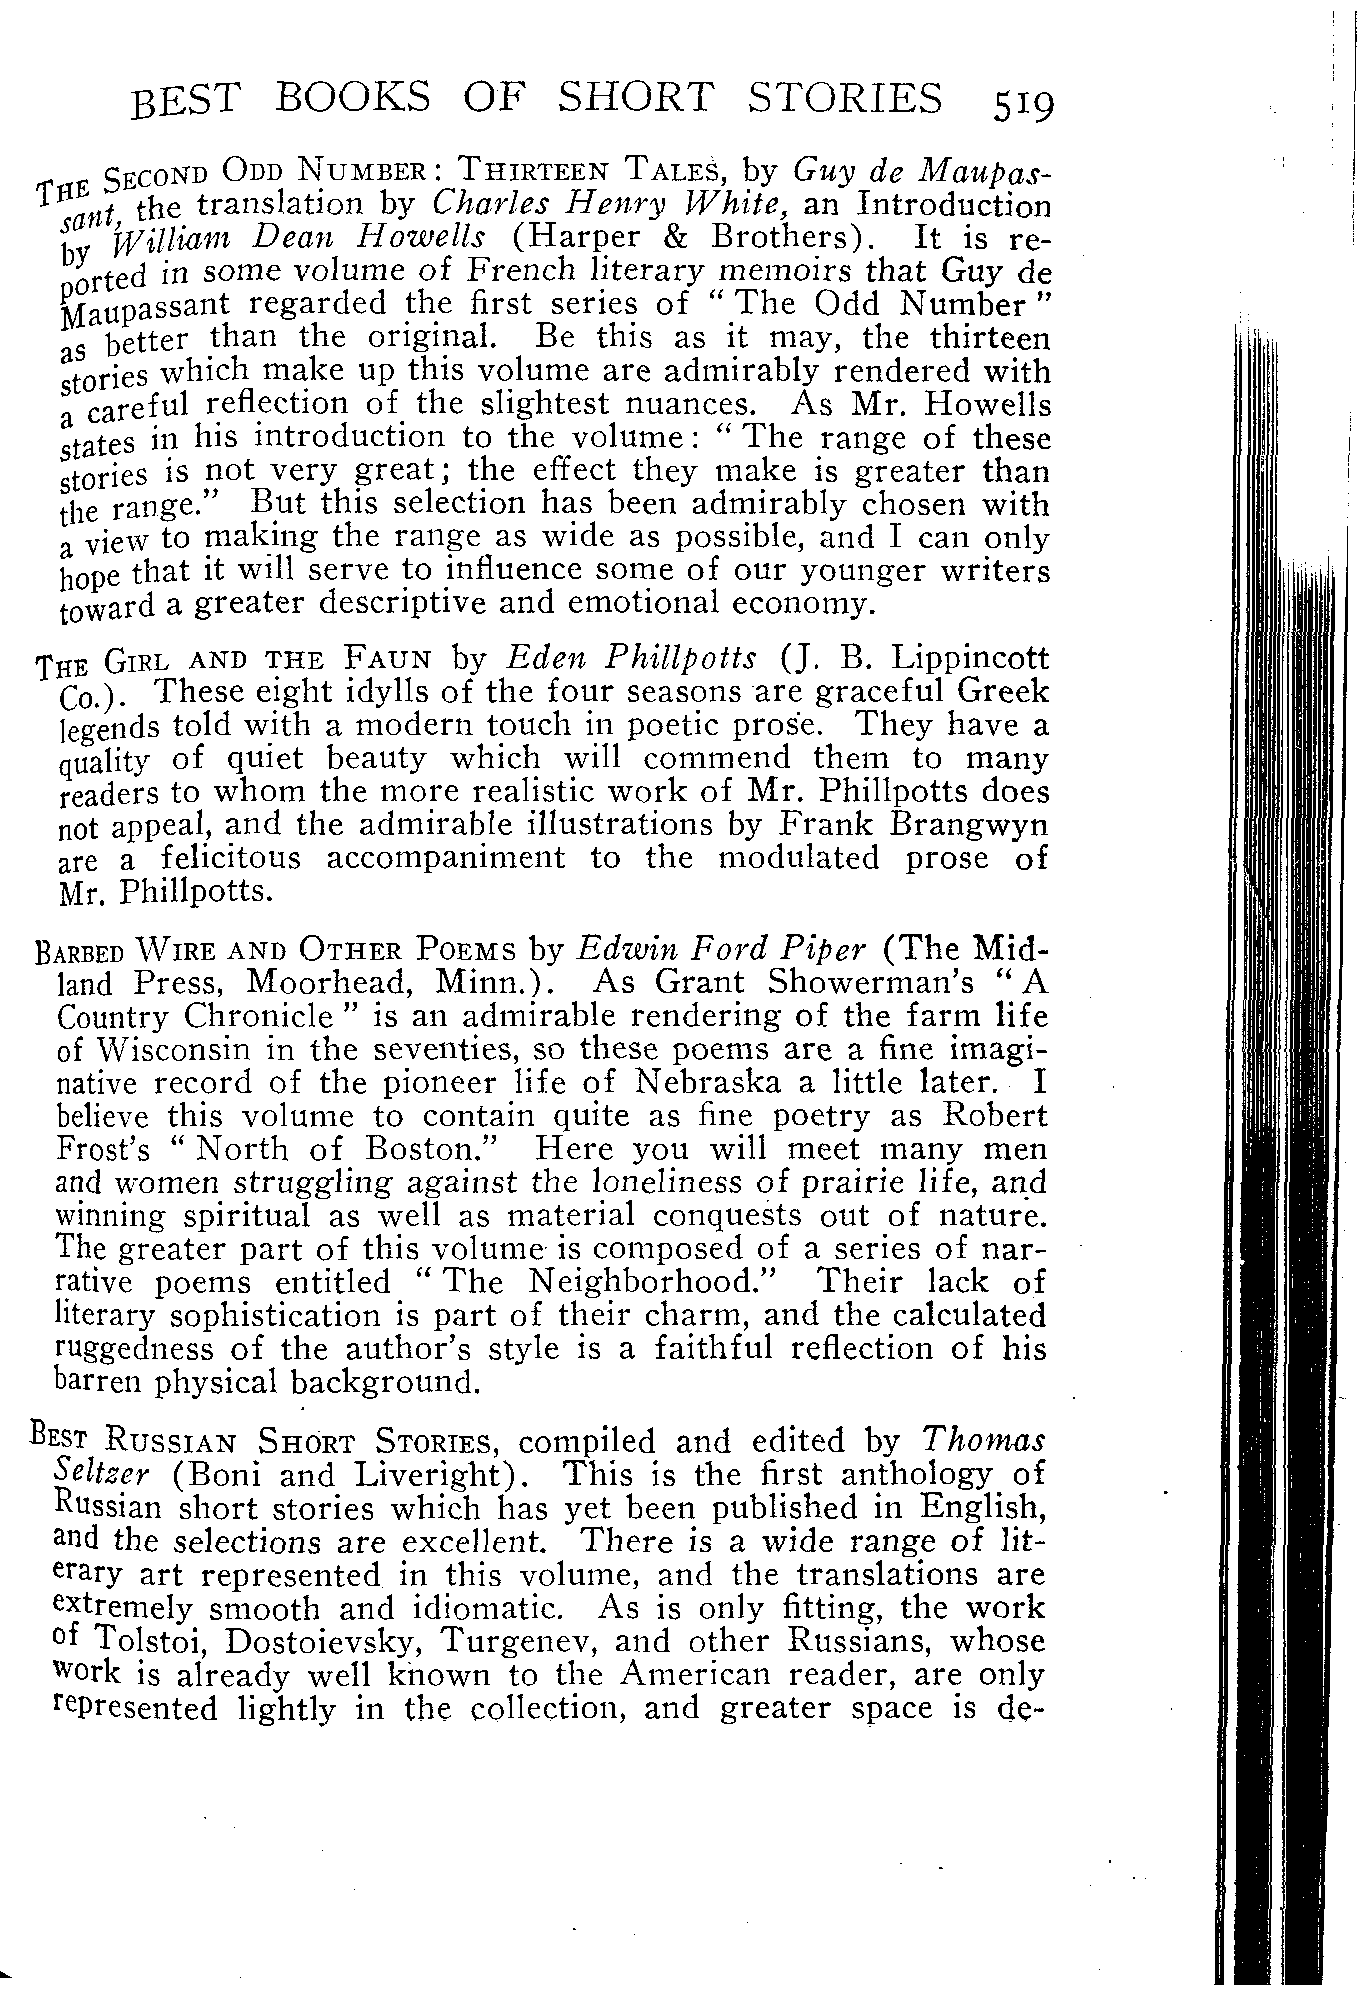 BEST BOOKS OF SHORT STORIES 519
THE SECOND ODD NUMBER: THIRTEEN TALES, by Guy de Maupas-
sant, the translation by Charles Henry White, an Introduction
by William Dean Howells (Harper & Brothers). It is re-
ported in some volume of French literary memoirs that Guy de
Maupassant regarded the first series of “The Odd Number”
as better than the original. Be this as it may, the thirteen
stories which make up this volume are admirably rendered with
a careful reflection of the slightest nuances. As Mr. Howells
states in his introduction to the volume: “The range of these
stories is not very great; the effect they make is greater than
the range.” But this selection has been admirably chosen with
a view to making the range as wide as possible, and I can only
hope that it will serve to influence some of our younger writers
toward a greater descriptive and emotional economy.
THE GIRL AND THE FAUN by Eden Phillpotts (J. B. Lippincott
Co.). These eight idylls of the four seasons are graceful Greek
legends told with a modern touch in poetic prose. They have a
quality of quiet beauty which will commend them to many
readers to whom the more realistic work of Mr. Phillpotts does
not appeal, and the admirable illustrations by Frank Brangwyn
are a felicitous accompaniment to the modulated prose of
Mr. Phillpotts.
BARBED WIRE AND OTHER POEMS by Edwin Ford Piper (The Mid-
land Press, Moorhead, Minn.). As Grant Showerman’s “A
Country Chronicle” is an admirable rendering of the farm life
of Wisconsin in the seventies, so these poems are a fine imagi-
native record of the pioneer life of Nebraska a little later. I
believe this volume to contain quite as fine poetry as Robert
Frost’s “North of Boston.” Here you will meet many men
and women struggling against the loneliness of prairie life, and
winning spiritual as well as material conquests out of nature.
The greater part of this volume is composed of a series of nar-
rative poems entitled “The Neighborhood.” Their lack of
literary sophistication is part of their charm, and the calculated
ruggedness of the author’s style is a faithful reflection of his
barren physical background.
BEST RUSSIAN SHORT STORIES, compiled and edited by Thomas
Seltzer (Boni and Liveright). This is the first anthology of
Russian short stories which has yet been published in English,
and the selections are excellent. There is a wide range of lit-
erary art represented in this volume, and the translations are
extremely smooth and idiomatic. As is only fitting, the work
of Tolstoi, Dostoievsky, Turgenev, and other Russians, whose
work is already well known to the American reader, are only
represented lightly in the collection, and greater space is de-